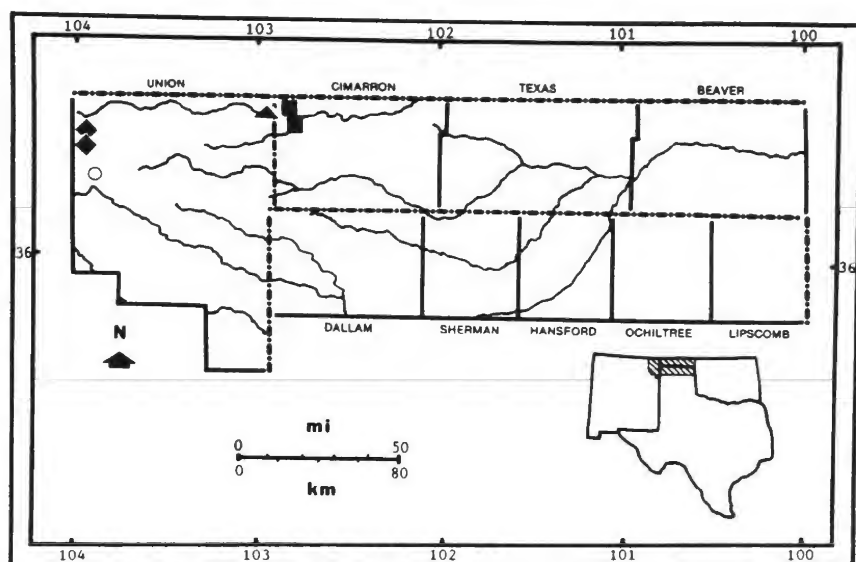 104 103 102 101 100
UNION CIMARRON TEXAS BEAVER
36 36
DALLAM SHERMAN HANSFORD OCHILTREE LIPSCOMB
N
mi
0 50
0 80
km
104 103 102 101 100